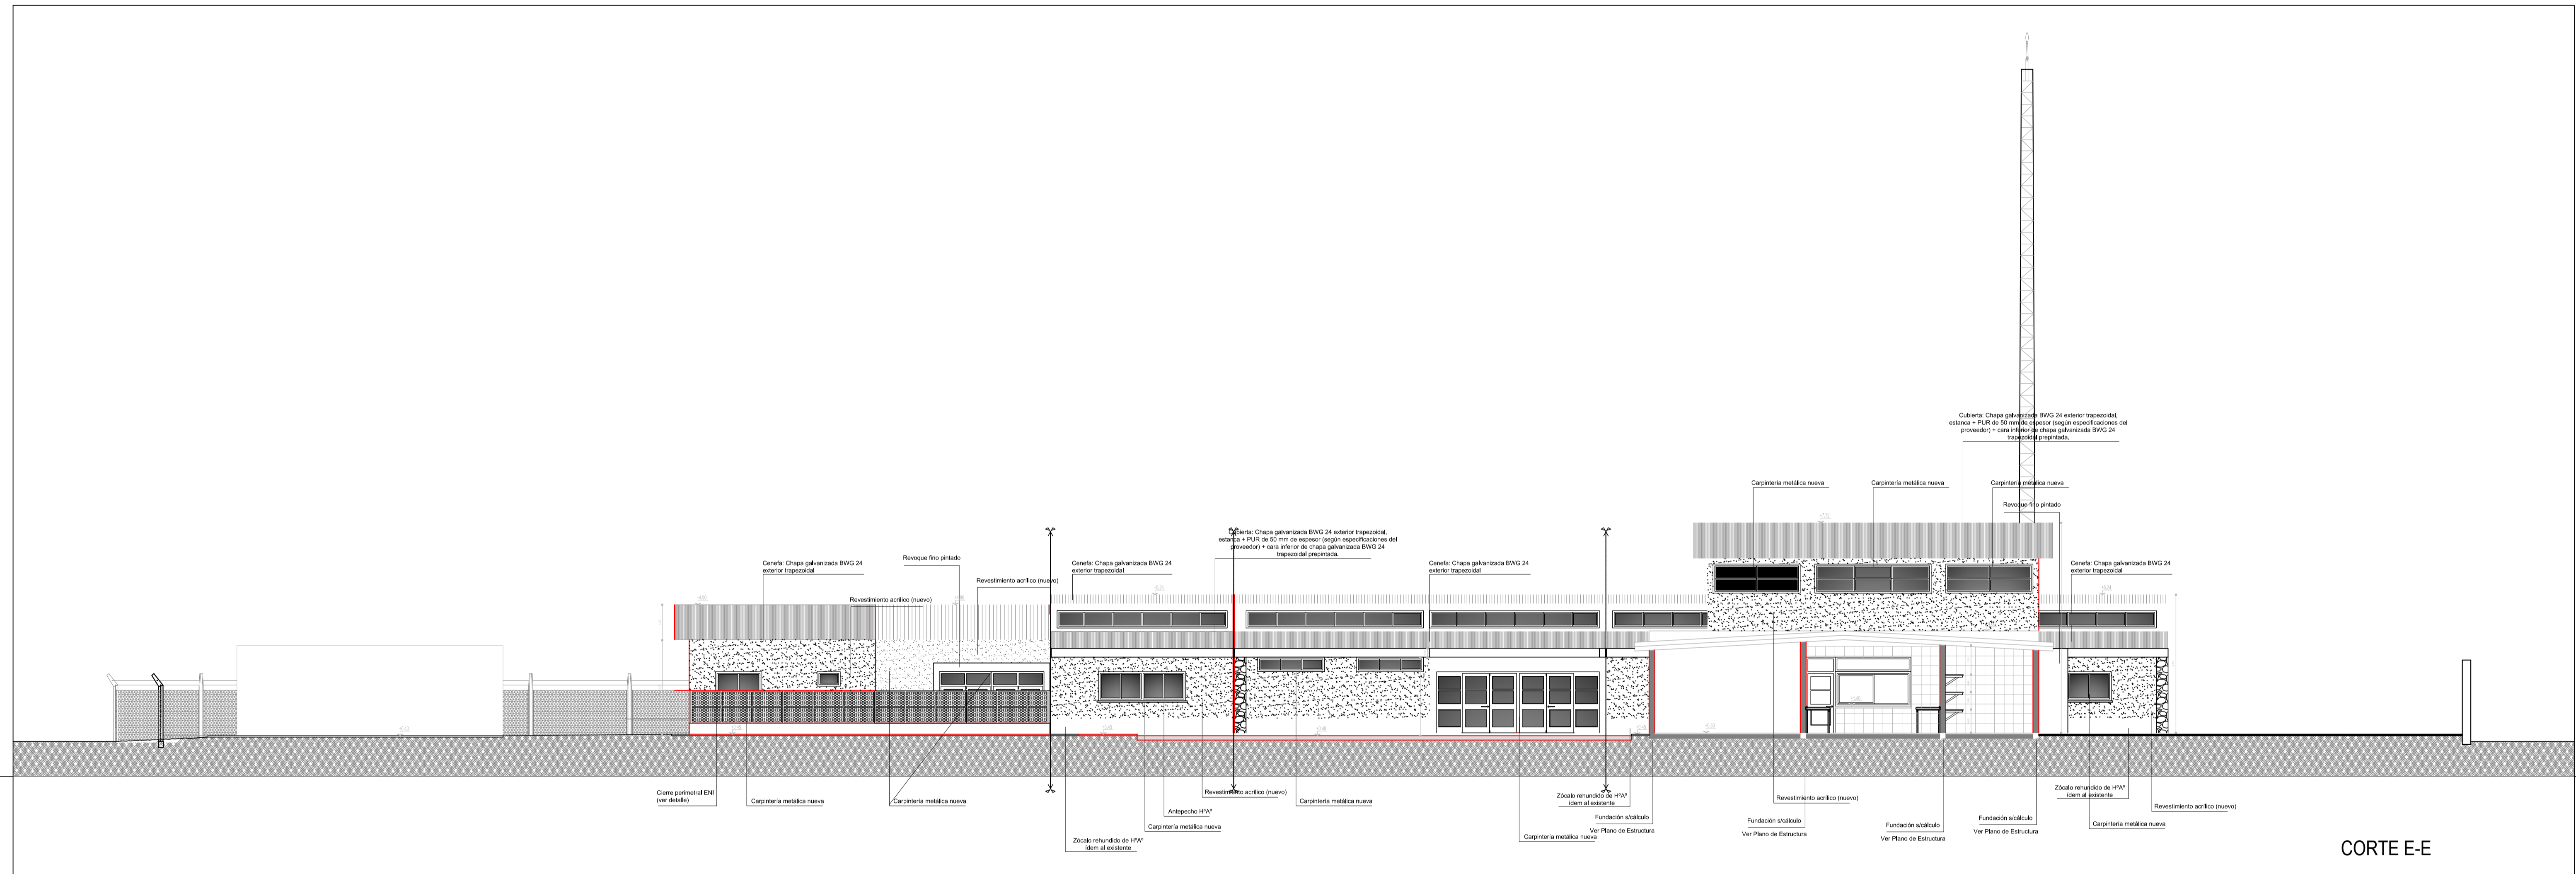 Cubierta: Chapa galvanizada BWG 24 exterior trapezoidal,
estanca + PUR de 50 mm de espesor (según especificaciones del
proveedor) + cara inferior de chapa galvanizada BWG 24
trapezoidal prepintada.
Carpintería metálica nueva
Carpintería metálica nueva
Carpintería metálica nueva
Revoque fino pintado
Cubierta: Chapa galvanizada BWG 24 exterior trapezoidal,
estanca + PUR de 50 mm de espesor (según especificaciones del
proveedor) + cara inferior de chapa galvanizada BWG 24
trapezoidal prepintada.
Revoque fino pintado
Cenefa: Chapa galvanizada BWG 24
exterior trapezoidal
Cenefa: Chapa galvanizada BWG 24
exterior trapezoidal
Cenefa: Chapa galvanizada BWG 24
exterior trapezoidal
Cenefa: Chapa galvanizada BWG 24
exterior trapezoidal
Revestimiento acrílico (nuevo)
Revestimiento acrílico (nuevo)
Cierre perimetral ENI
(ver detalle)
Carpintería metálica nueva
Carpintería metálica nueva
Zócalo rehundido de HºAº
ídem al existente
Carpintería metálica nueva
Antepecho HºAº
Revestimiento acrílico (nuevo)
Carpintería metálica nueva
Carpintería metálica nueva
Zócalo rehundido de HºAº
ídem al existente
Fundación s/cálculo
Ver Plano de Estructura
Revestimiento acrílico (nuevo)
Fundación s/cálculo
Ver Plano de Estructura
Fundación s/cálculo
Ver Plano de Estructura
Fundación s/cálculo
Ver Plano de Estructura
Zócalo rehundido de HºAº
ídem al existente
Revestimiento acrílico (nuevo)
Carpintería metálica nueva
CORTE E-E